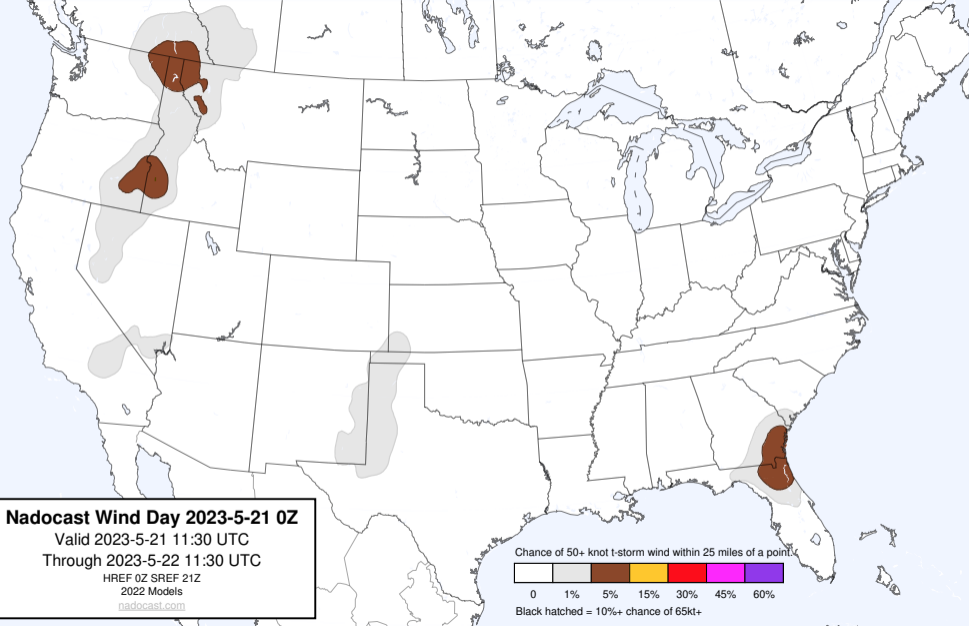 Nadocast Wind Day 2023-5-21 0Z
Valid 2023-5-21 11:30 UTC
Through 2023-5-22 11:30 UTC
HREF 0Z SREF 21Z
2022 Models
nadocast.com
Chance of 50+ knot t-storm wind within 25 miles of a point.
0 1% 5% 15% 30% 45% 60%
Black hatched = 10%+ chance of 65kt+